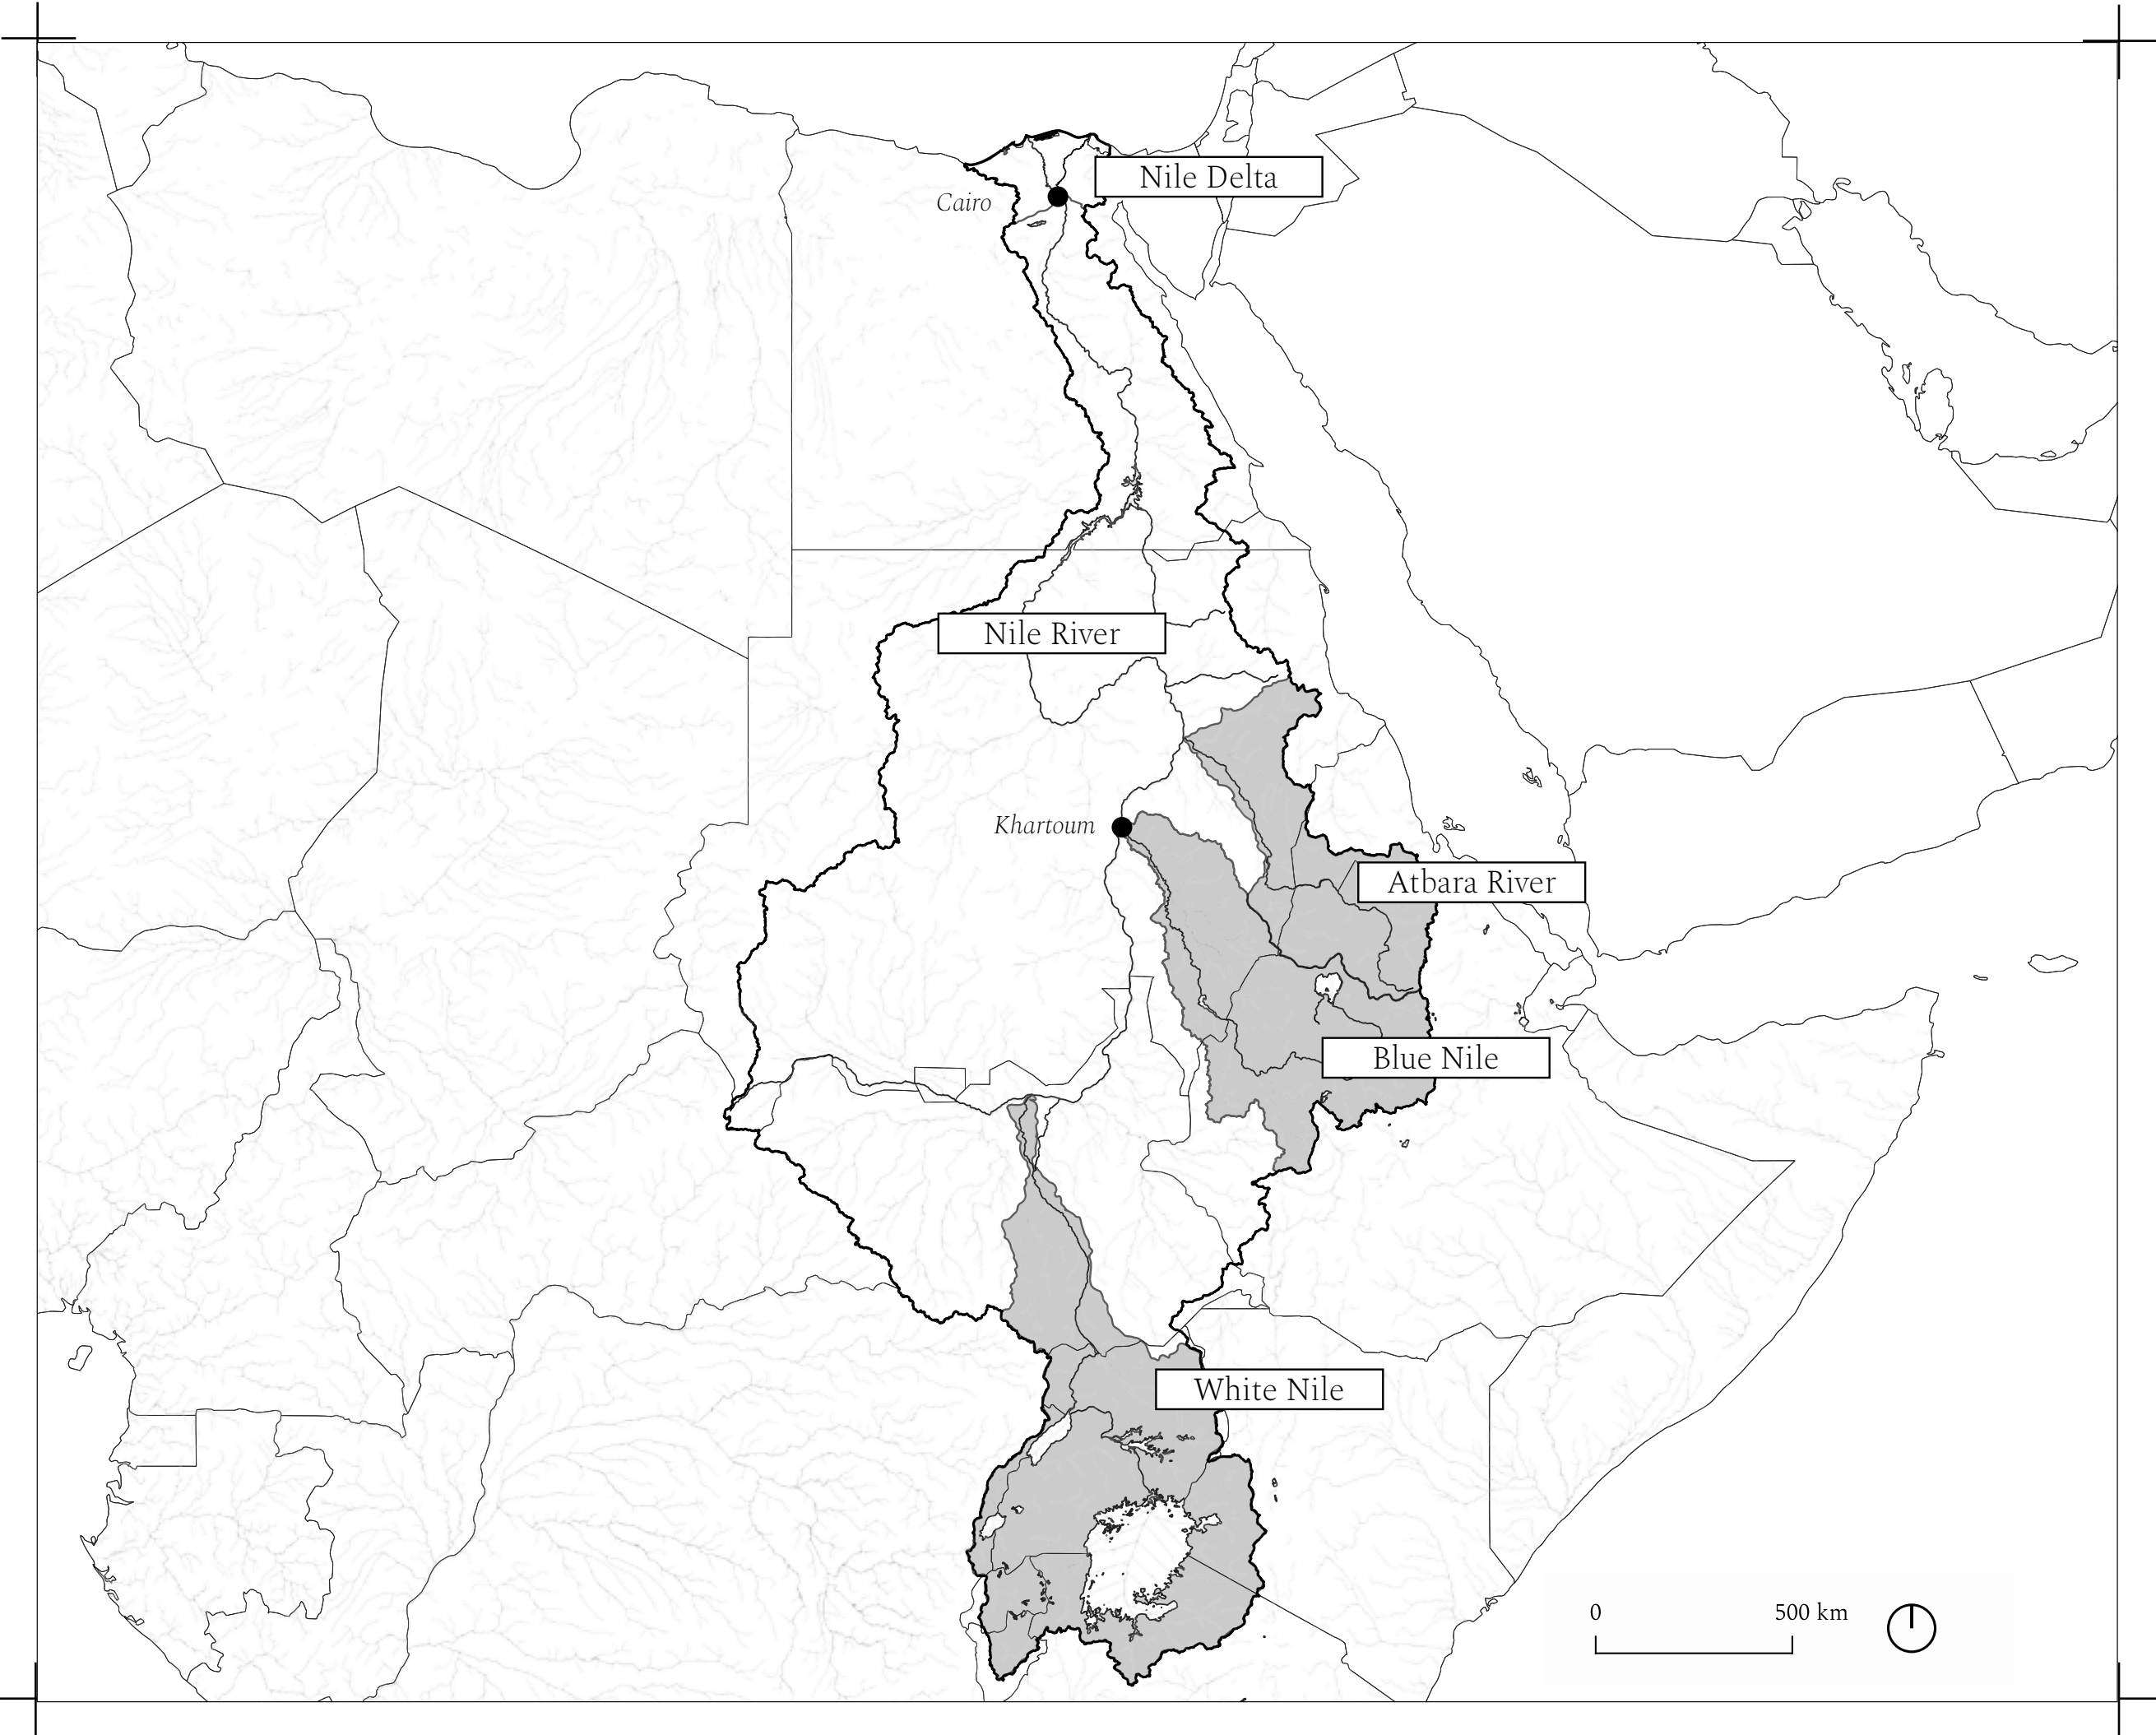 Nile Delta
Cairo
Nile River
Khartoum
Atbara River
Blue Nile
White Nile
0 500 km